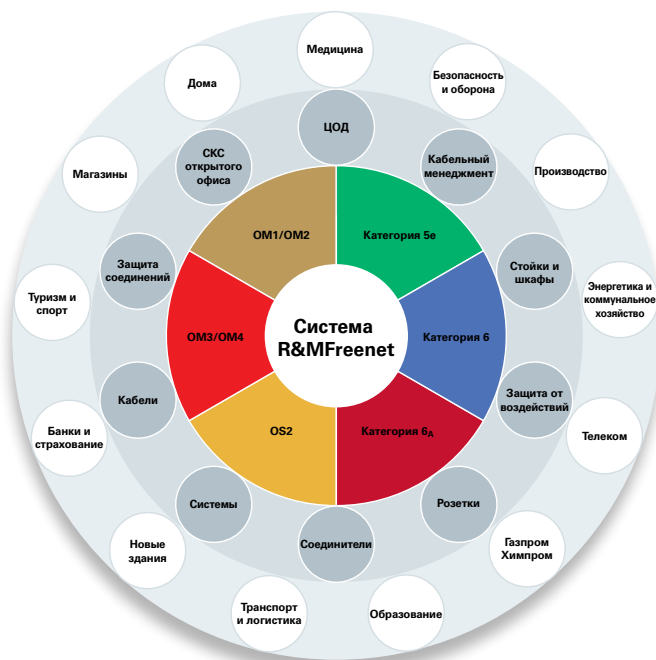 Медицина
Дома
Безопасность
и оборона
ЦОД
СКС
открытого
офиса
Кабельный
менеджмент
Магазины
Производство
OM1/OM2
Категория 5e
Защита
соединений
Стойки и
шкафы
Туризм и
спорт
Энергетика и
коммунальное
хозяйство
OM3/OM4
Система
R&MFreenet
Категория 6
Кабели
Защита от
воздействий
Банки и
страхование
OS2
Категория 6A
Телеком
Системы
Розетки
Соединители
Новые
здания
Газпром
Химпром
Транспорт
и логистика
Образование